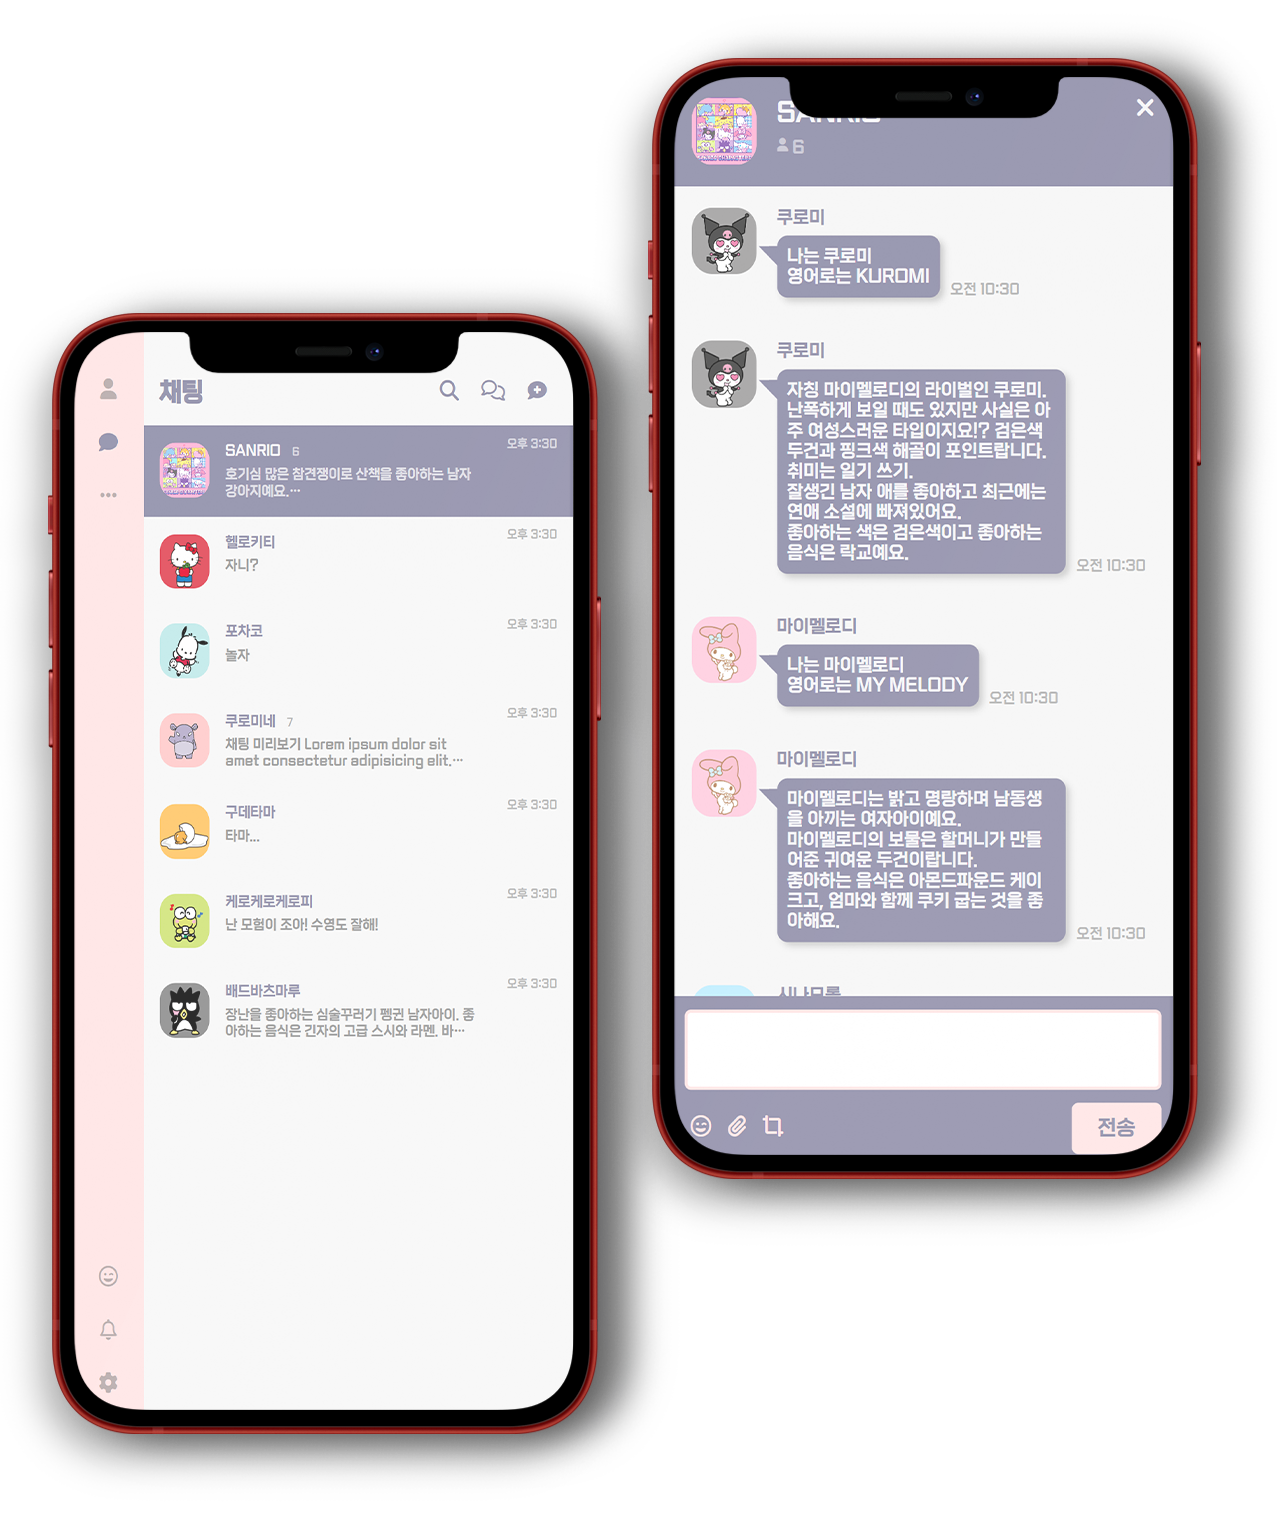 채팅
SANRIO 6
오후 3:30
호기심 많은 참견쟁이로 산책을 좋아하는 남자
강아지예요.…
헬로키티
오후 3:30
자니?
포차코
오후 3:30
놀자
쿠로미네 7
오후 3:30
채팅 미리보기 Lorem ipsum dolor sit
amet consectetur adipisicing elit.…
구데타마
오후 3:30
타마...
케로케로케로피
오후 3:30
난 모험이 조아! 수영도 잘해!
배드바츠마루
오후 3:30
장난을 좋아하는 심술꾸러기 펭귄 남자아이. 좋
아하는 음식은 긴자의 고급 스시와 라멘. 바…
SANRIO
6
쿠로미
나는 쿠로미
영어로는 KUROMI
오전 10:30
쿠로미
자칭 마이멜로디의 라이벌인 쿠로미.
난폭하게 보일 때도 있지만 사실은 아
주 여성스러운 타입이지요!? 검은색
두건과 핑크색 해골이 포인트랍니다.
취미는 일기 쓰기.
잘생긴 남자 애를 좋아하고 최근에는
연애 소설에 빠져있어요.
좋아하는 색은 검은색이고 좋아하는
음식은 락교예요.
오전 10:30
마이멜로디
나는 마이멜로디
영어로는 MY MELODY
오전 10:30
마이멜로디
마이멜로디는 밝고 명랑하며 남동생
을 아끼는 여자아이예요.
마이멜로디의 보물은 할머니가 만들
어준 귀여운 두건이랍니다.
좋아하는 음식은 아몬드파운드 케이
크고, 엄마와 함께 쿠키 굽는 것을 좋
아해요.
오전 10:30
시나모롤
전송